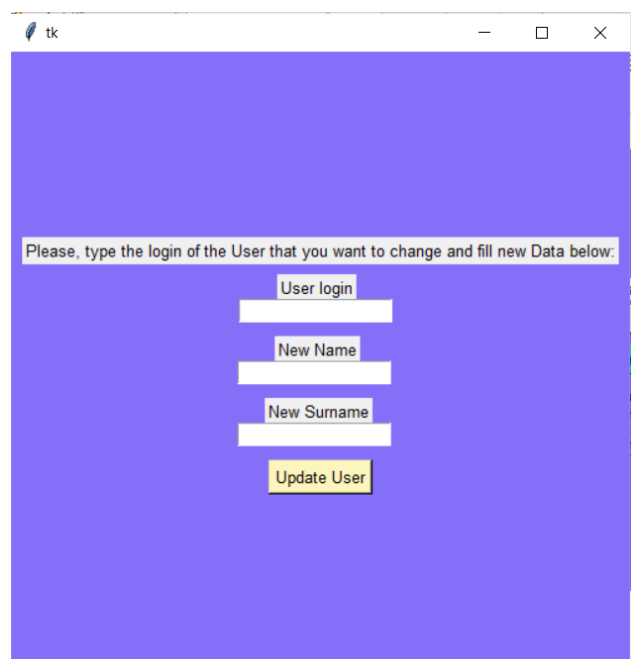 tk
Please, type the login of the User that you want to change and fill new Data below:
User login
New Name
New Surname
Update User